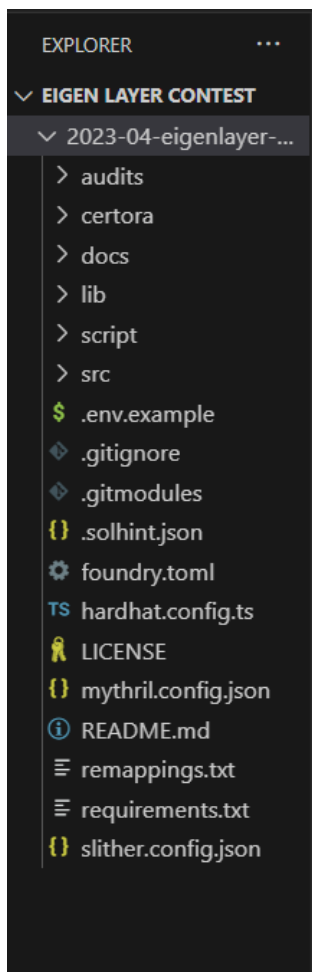 EXPLORER ...
EIGEN LAYER CONTEST
2023-04-eigenlayer-...
audits
certora
docs
lib
script
src
$ .env.example
.gitignore
.gitmodules
{} .solhint.json
foundry.toml
TS hardhat.config.ts
LICENSE
{} mythril.config.json
README.md
remappings.txt
requirements.txt
{} slither.config.json